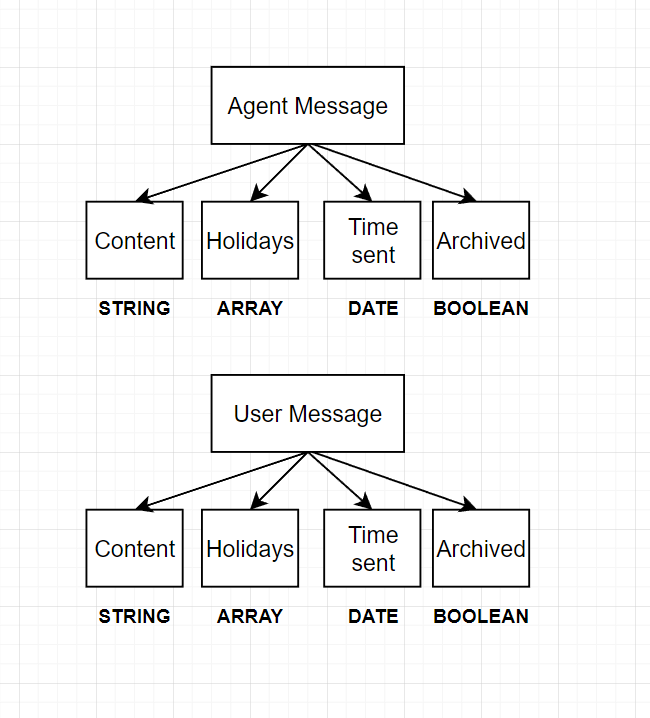 Agent Message
Content Holidays Time sent Archived
STRING ARRAY DATE BOOLEAN
User Message
Content Holidays Time sent Archived
STRING ARRAY DATE BOOLEAN